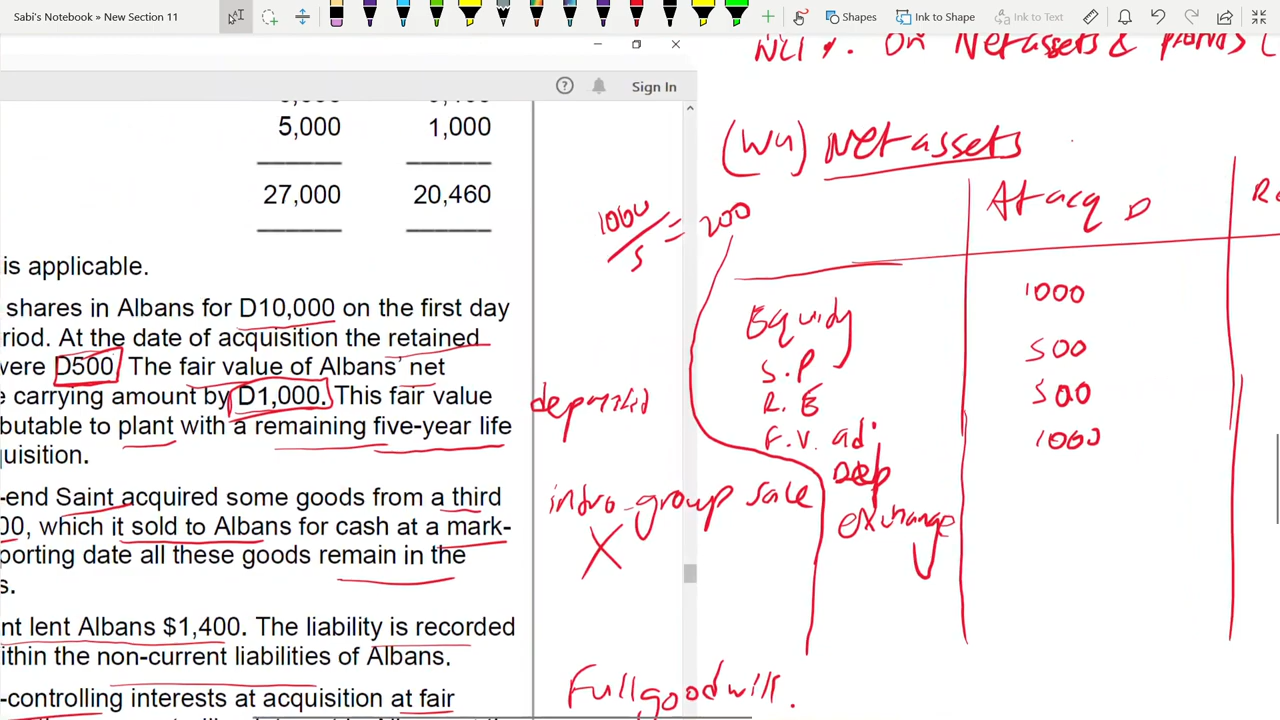 Sabi's Notebook » New Section 11
Shapes
Ink to Shape
Ink to Text
Sign In
5,000 1,000
27,000 20,460
is applicable.
shares in Albans for D10,000 on the first day
riod. At the date of acquisition the retained
vere D500. The fair value of Albans' net
e carrying amount by D1,000. This fair value
butable to plant with a remaining five-year life
quisition.
-end Saint acquired some goods from a third
00, which it sold to Albans for cash at a mark-
porting date all these goods remain in the
s.
nt lent Albans $1,400. The liability is recorded
ithin the non-current liabilities of Albans.
-controlling interests at acquisition at fair
1000/5 = 200
intra-group sale
Full goodwill.
NCI %. On Net assets &
(W4) Net assets
At acq D
Equity 1000
S.P 500
R.E 500
F.V. adj 1000
Dep
exchange